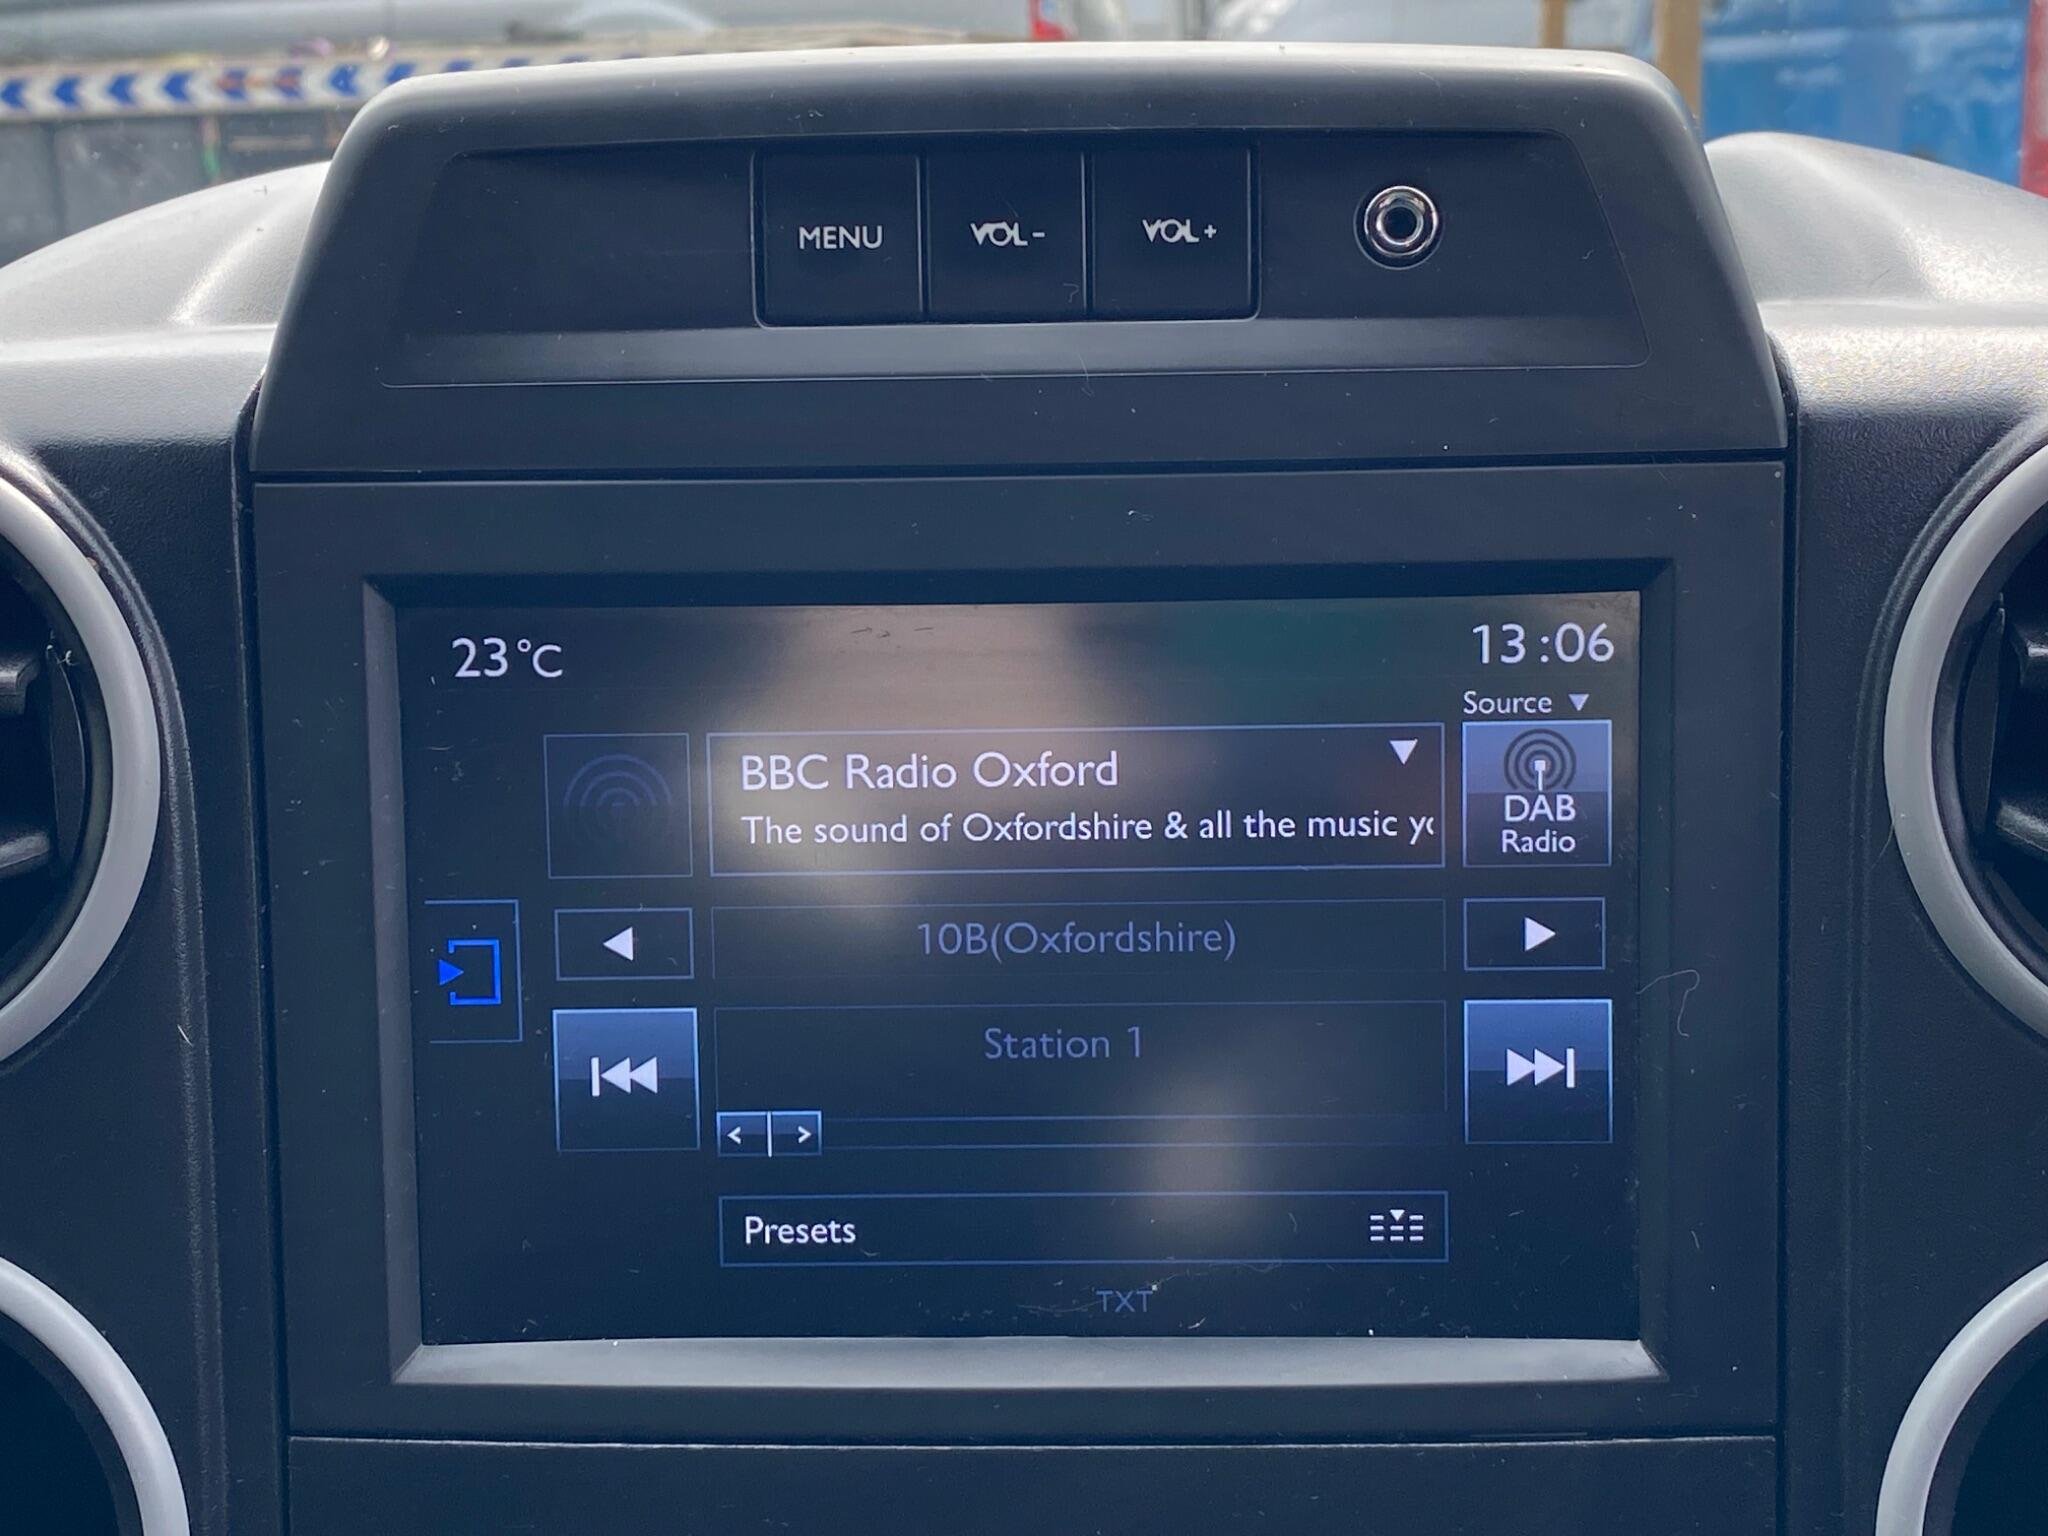 MENU VOL- VOL+
23°C 13:06
Source
BBC Radio Oxford
The sound of Oxfordshire & all the music
DAB
Radio
10B(Oxfordshire)
Station 1
< >
Presets
TXT